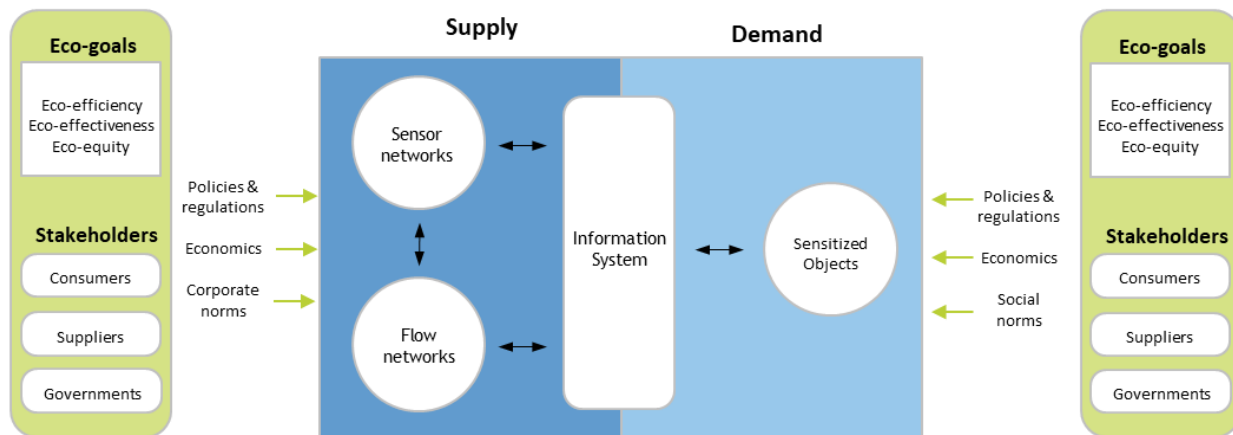 Eco-goals
Eco-efficiency
Eco-effectiveness
Eco-equity
Stakeholders
Consumers
Suppliers
Governments
Policies &
regulations
Economics
Corporate
norms
Supply
Demand
Sensor
networks
Flow
networks
Information
System
Sensitized
Objects
Policies &
regulations
Economics
Social
norms
Eco-goals
Eco-efficiency
Eco-effectiveness
Eco-equity
Stakeholders
Consumers
Suppliers
Governments